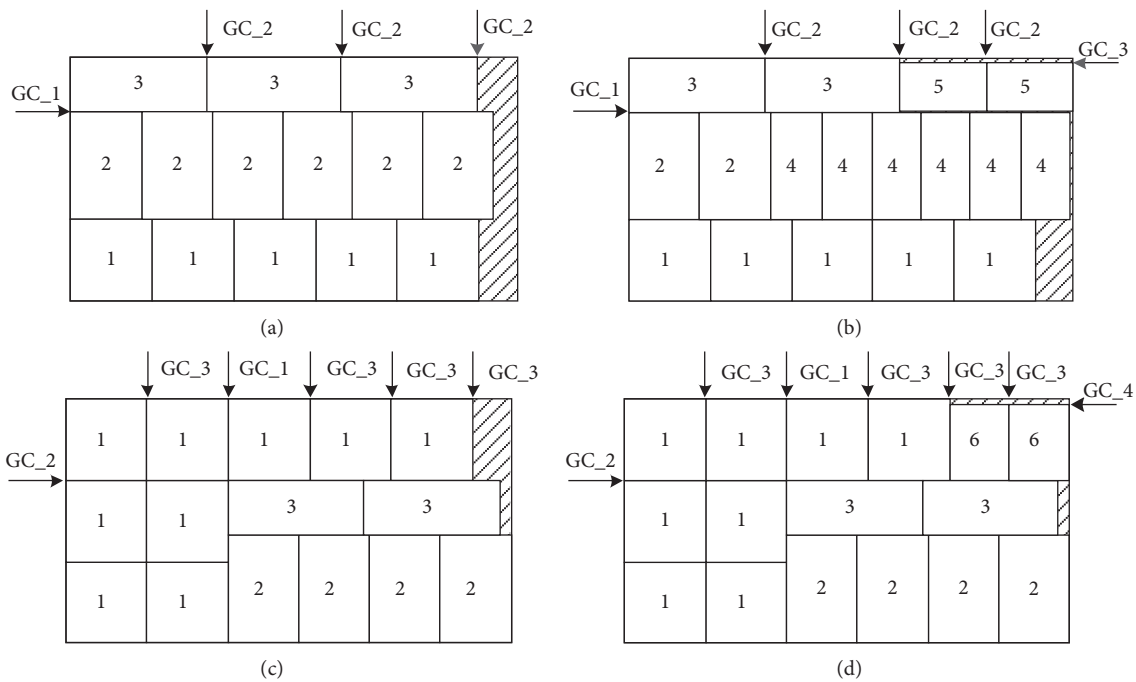 GC_2 GC_2 GC_2
GC_1
3 3 3
2 2 2 2 2 2
1 1 1 1 1
(a)
GC_2 GC_2 GC_2
GC_3
GC_1
3 3 5 5
2 2 4 4 4 4 4 4
1 1 1 1 1
(b)
GC_3 GC_1 GC_3 GC_3 GC_3
1 1 1 1 1
GC_2
1 1 3 3
1 1 2 2 2 2
(c)
GC_3 GC_1 GC_3 GC_3 GC_3
GC_4
1 1 1 1 6 6
GC_2
1 1 3 3
1 1 2 2 2 2
(d)